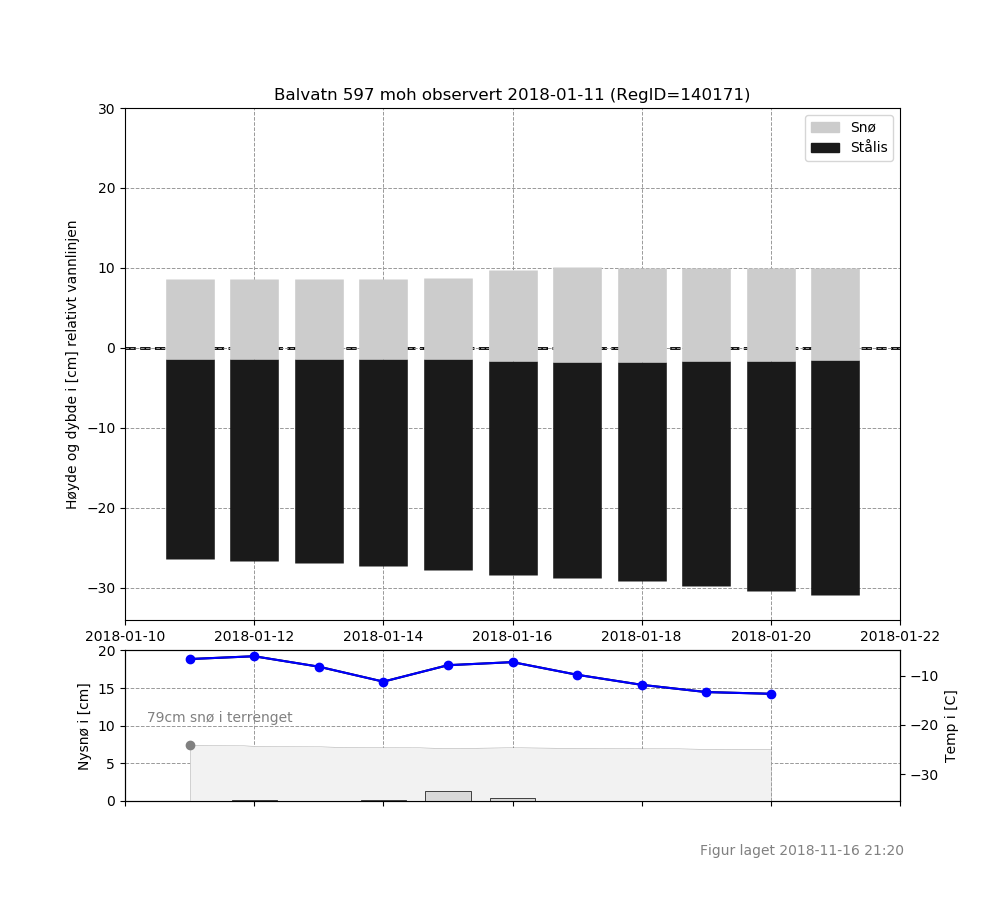 Balvatn 597 moh observert 2018-01-11 (RegID=140171)
Snø
Stålis
Høyde og dybde i [cm] relativt vannlinjen
30
20
10
0
−10
−20
−30
2018-01-10 2018-01-12 2018-01-14 2018-01-16 2018-01-18 2018-01-20 2018-01-22
Nysnø i [cm]
20
15
10
5
0
79cm snø i terrenget
−10
−20
−30
Temp i [C]
Figur laget 2018-11-16 21:20